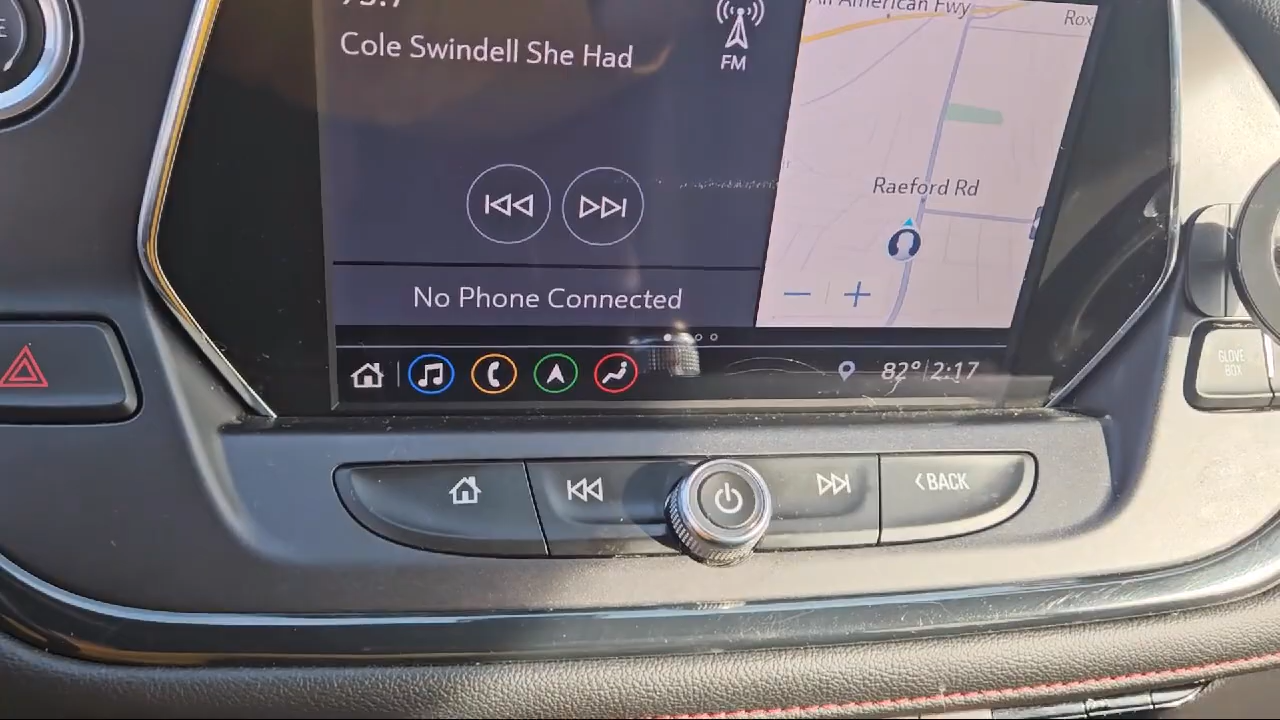 Cole Swindell She Had
FM
All American Fwy
Rox
Raeford Rd
No Phone Connected
82° 2:17
GLOVE
BOX
BACK